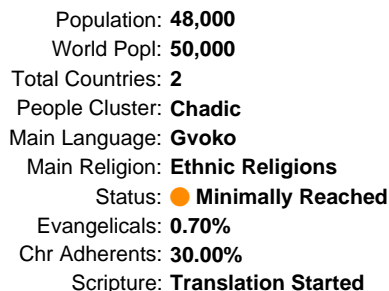 Population: 48,000
World Popl: 50,000
Total Countries: 2
People Cluster: Chadic
Main Language: Gvoko
Main Religion: Ethnic Religions
Status: Minimally Reached
Evangelicals: 0.70%
Chr Adherents: 30.00%
Scripture: Translation Started